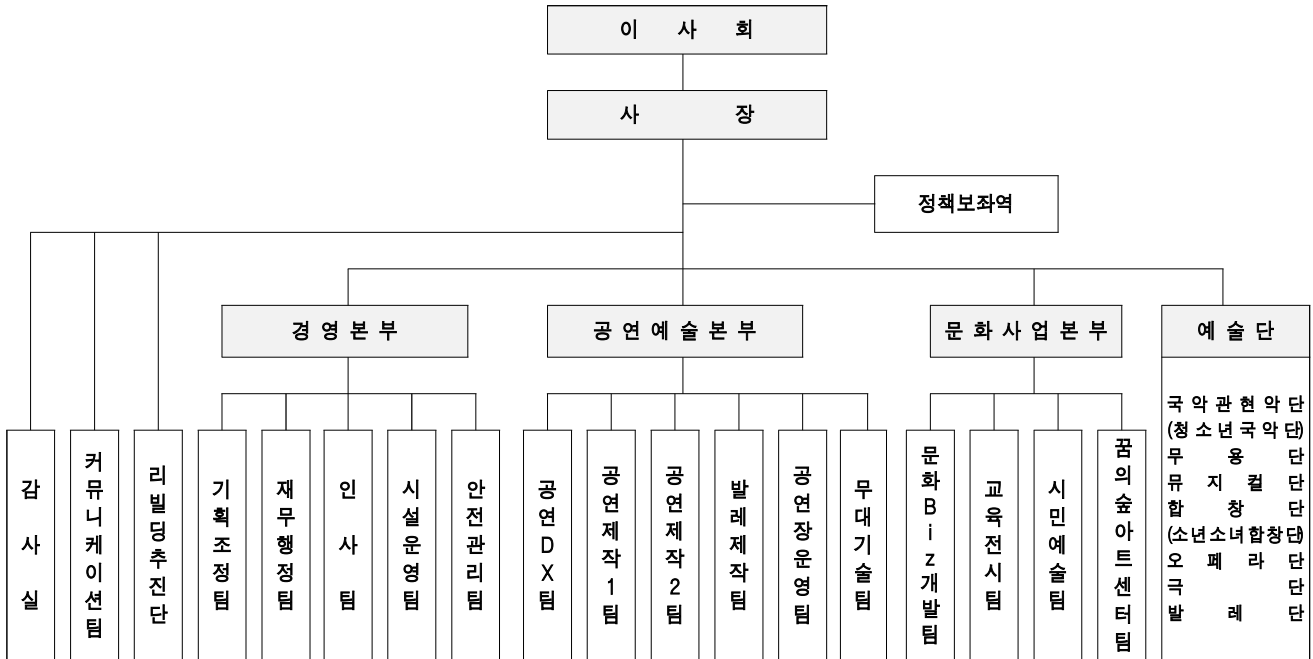 이 사 회
사 장
정책보좌역
경 영 본 부
공 연 예 술 본 부
문 화 사 업 본 부
예 술 단
감 사 실
커뮤니케이션팀
리빌딩추진단
기획조정팀
재무행정팀
인 사 팀
시설운영팀
안전관리팀
공연DX팀
공연제작1팀
공연제작2팀
발레제작팀
공연장운영팀
무대기술팀
문화Biz개발팀
교육전시팀
시민예술팀
꿈의숲아트센터팀
국 악 관 현 악 단
(청 소 년 국 악 단)
무 용 단
뮤 지 컬 단
합 창 단
(소년소녀합창단)
오 페 라 단
극 단
발 레 단